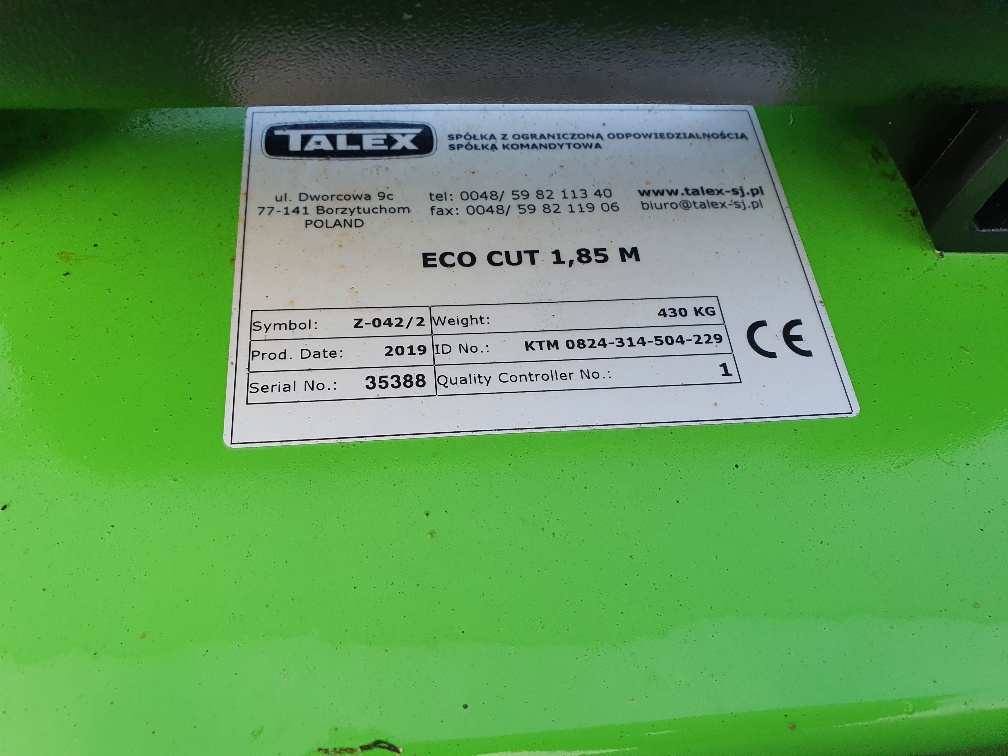 TALEX
SPÓŁKA Z OGRANICZONĄ ODPOWIEDZIALNOŚCIĄ
SPÓŁKA KOMANDYTOWA
ul. Dworcowa 9c
77-141 Borzytuchom
POLAND
tel: 0048/ 59 82 113 40
fax: 0048/ 59 82 119 06
www.talex-sj.pl
biuro@talex-sj.pl
ECO CUT 1,85 M
Symbol: Z-042/2 Weight: 430 KG
Prod. Date: 2019 ID No.: KTM 0824-314-504-229
Serial No.: 35388 Quality Controller No.: 1
CE